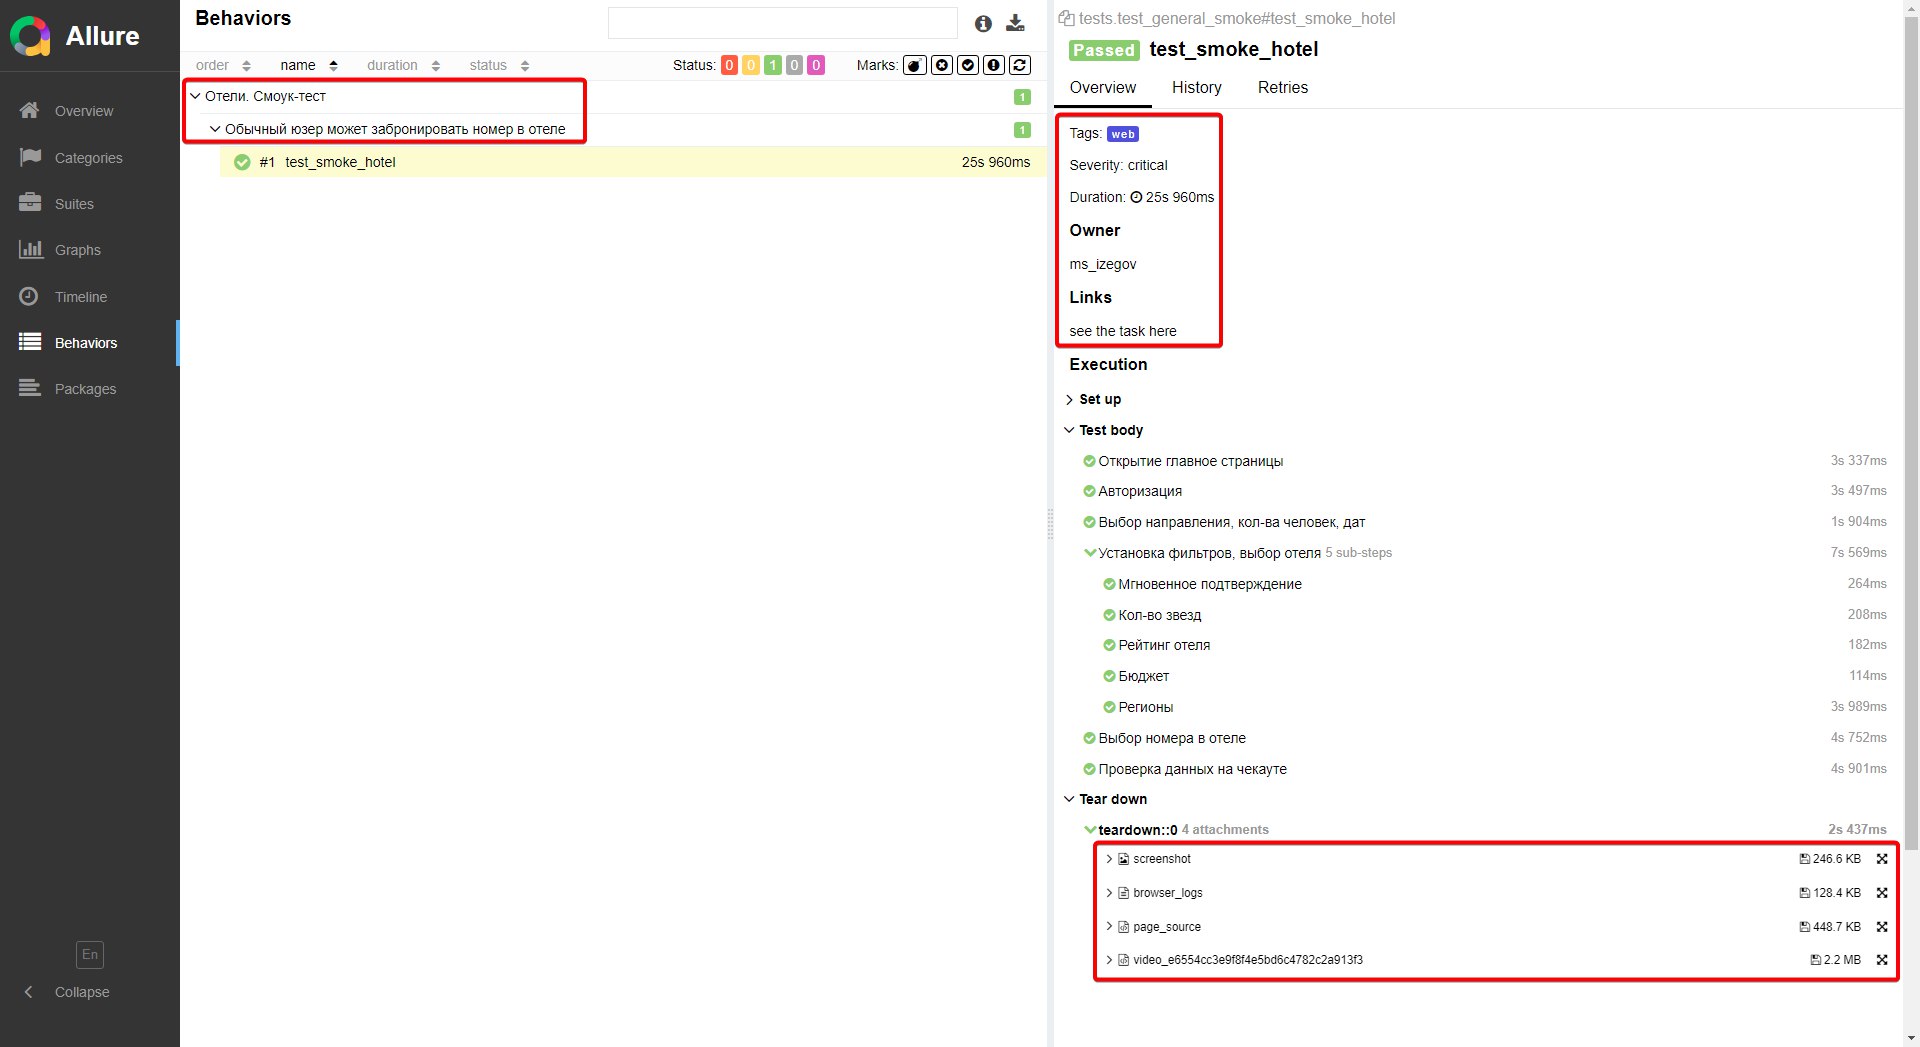 Allure
Overview
Categories
Suites
Graphs
Timeline
Behaviors
Packages
En
Collapse
Behaviors
order name duration status
Status: 0 0 1 0 0 Marks:
Отели. Смоук-тест 1
Обычный юзер может забронировать номер в отеле 1
#1 test_smoke_hotel 25s 960ms
tests.test_general_smoke#test_smoke_hotel
Passed test_smoke_hotel
Overview History Retries
Tags: web
Severity: critical
Duration: 25s 960ms
Owner
ms_izegov
Links
see the task here
Execution
Set up
Test body
Открытие главное страницы 3s 337ms
Авторизация 3s 497ms
Выбор направления, кол-ва человек, дат 1s 904ms
Установка фильтров, выбор отеля 5 sub-steps 7s 569ms
Мгновенное подтверждение 264ms
Кол-во звезд 208ms
Рейтинг отеля 182ms
Бюджет 114ms
Регионы 3s 989ms
Выбор номера в отеле 4s 752ms
Проверка данных на чекауте 4s 901ms
Tear down
teardown::0 4 attachments 2s 437ms
screenshot 246.6 KB
browser_logs 128.4 KB
page_source 448.7 KB
video_e6554cc3e9f8f4e5bd6c4782c2a913f3 2.2 MB